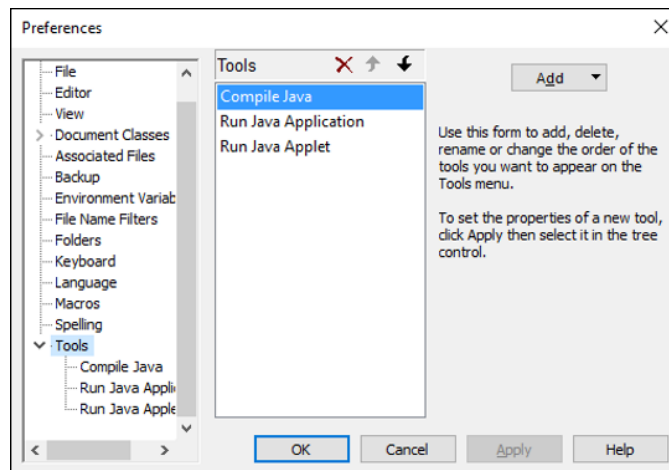 Preferences
File
Editor
View
Document Classes
Associated Files
Backup
Environment Variab
File Name Filters
Folders
Keyboard
Language
Macros
Spelling
Tools
Compile Java
Run Java Appli
Run Java Apple
Tools
Compile Java
Run Java Application
Run Java Applet
Add
Use this form to add, delete,
rename or change the order of the
tools you want to appear on the
Tools menu.
To set the properties of a new tool,
click Apply then select it in the tree
control.
OK
Cancel
Apply
Help